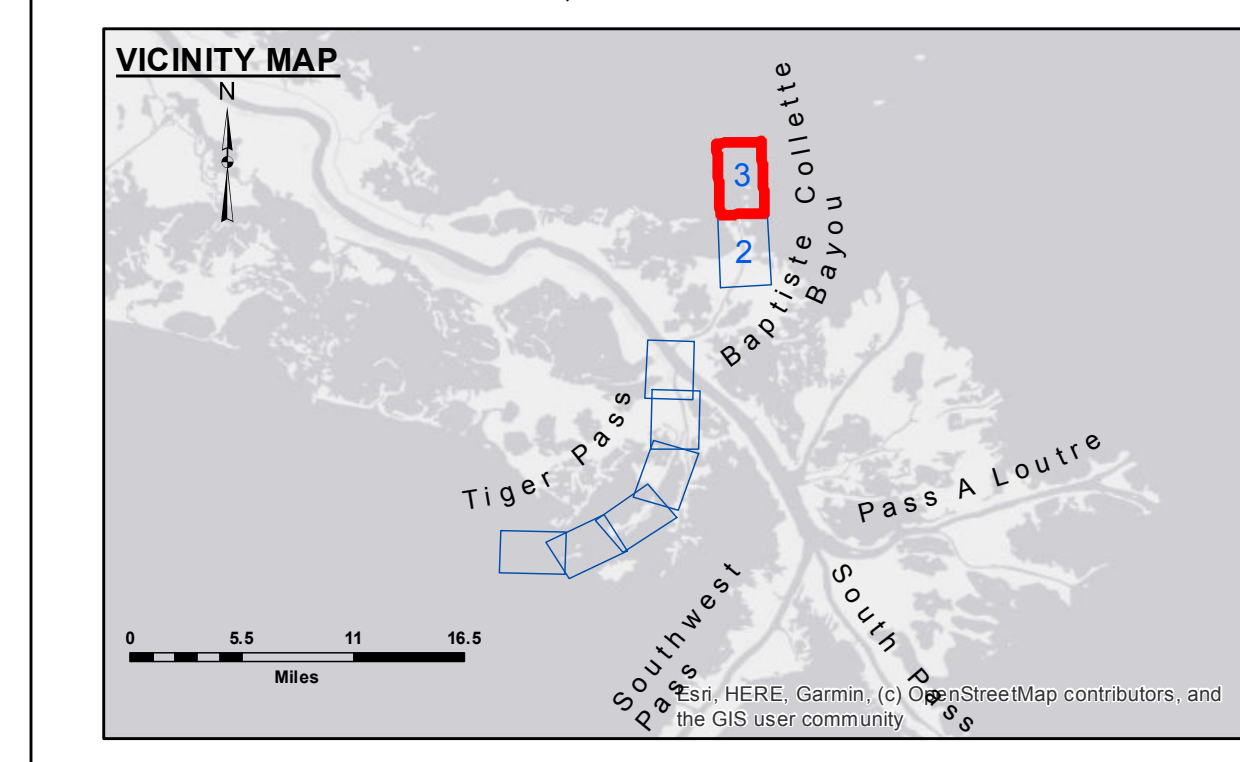 VICINITY MAP
N
Baptiste Collette
Bayou
3
2
Tiger Pass
Pass A Loutre
Southwest
Pass
South Pass
0 5.5 11 16.5
Miles
Esri, HERE, Garmin, (c) OpenStreetMap contributors, and
the GIS user community